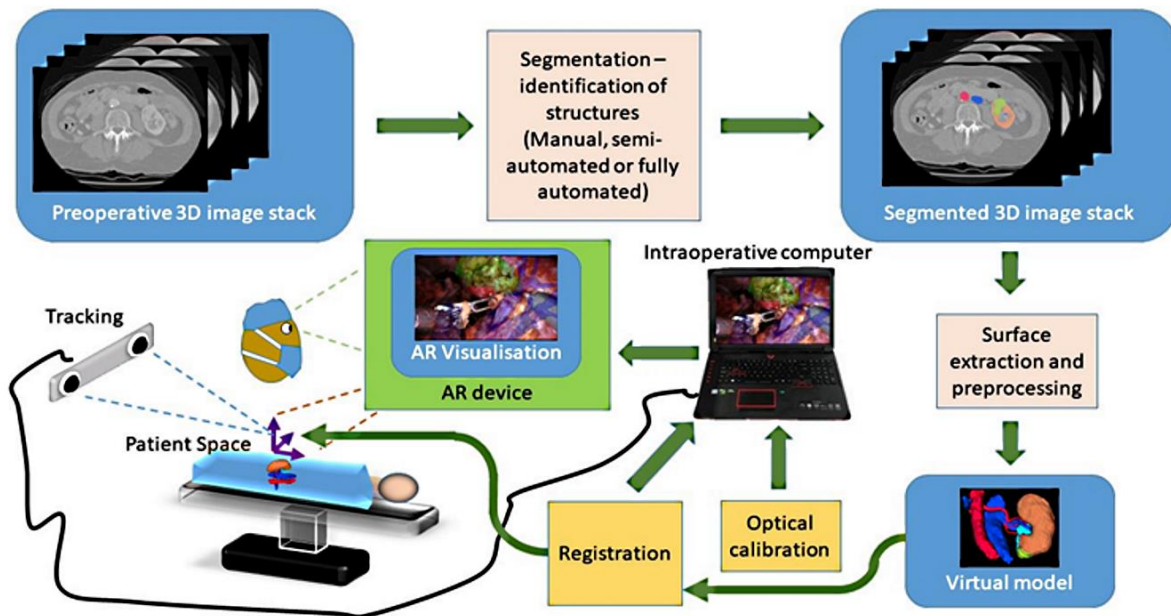 Preoperative 3D image stack
Segmentation –
identification of
structures
(Manual, semi-
automated or fully
automated)
Segmented 3D image stack
Tracking
AR Visualisation
AR device
Intraoperative computer
Surface
extraction and
preprocessing
Patient Space
Registration
Optical
calibration
Virtual model